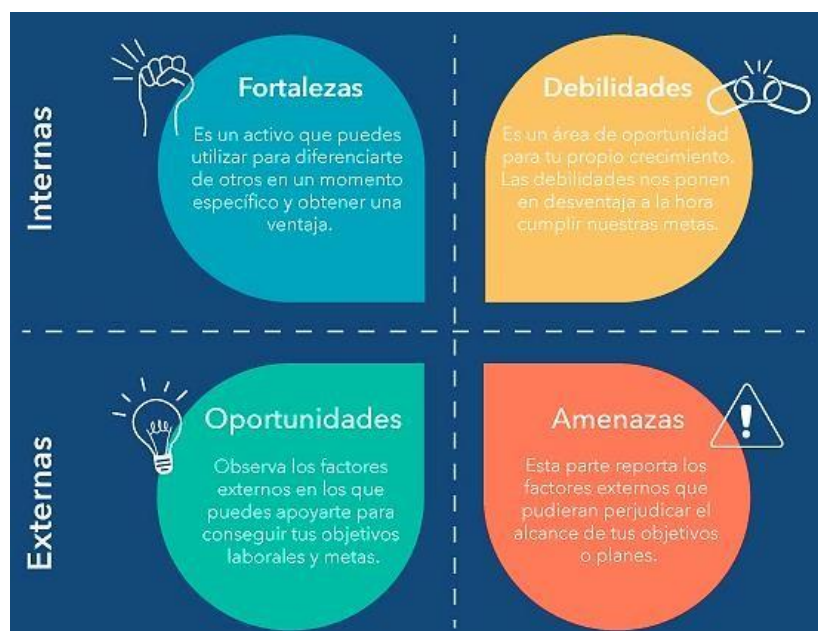 Internas
Fortalezas
Es un activo que puedes
utilizar para diferenciarte
de otros en un momento
específico y obtener una
ventaja.
Debilidades
Es un área de oportunidad
para tu propio crecimiento.
Las debilidades nos ponen
en desventaja a la hora
cumplir nuestras metas.
Externas
Oportunidades
Observa los factores
externos en los que
puedes apoyarte para
conseguir tus objetivos
laborales y metas.
Amenazas
Esta parte reporta los
factores externos que
pudieran perjudicar el
alcance de tus objetivos
o planes.